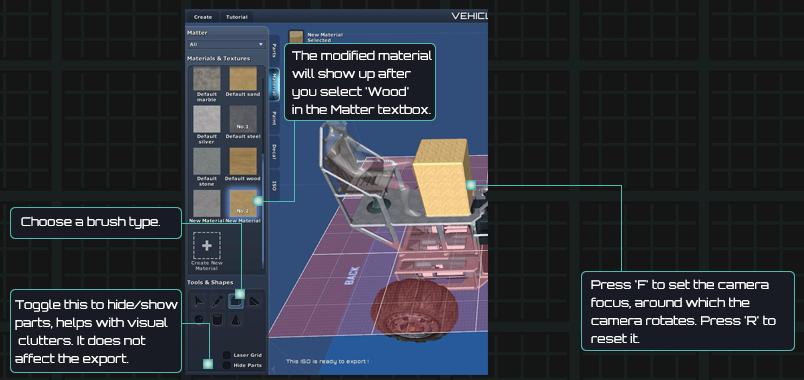 Create Tutorial
VEHICL
Matter
All
New Material
Selected
Materials & Textures
Parts
Default marble
Default sand
Default silver
No.1
Default steel
Paint
Decal
Default stone
Default wood
ISO
No.2
New Material
New Material
Create New
Material
Tools & Shapes
Laser Grid
Hide Parts
BACK
This ISO is ready to export !
The modified material
will show up after
you select 'Wood'
in the Matter textbox.
Choose a brush type.
Toggle this to hide/show
parts, helps with visual
clutters. It does not
affect the export.
Press 'F' to set the camera
focus, around which the
camera rotates. Press 'R' to
reset it.